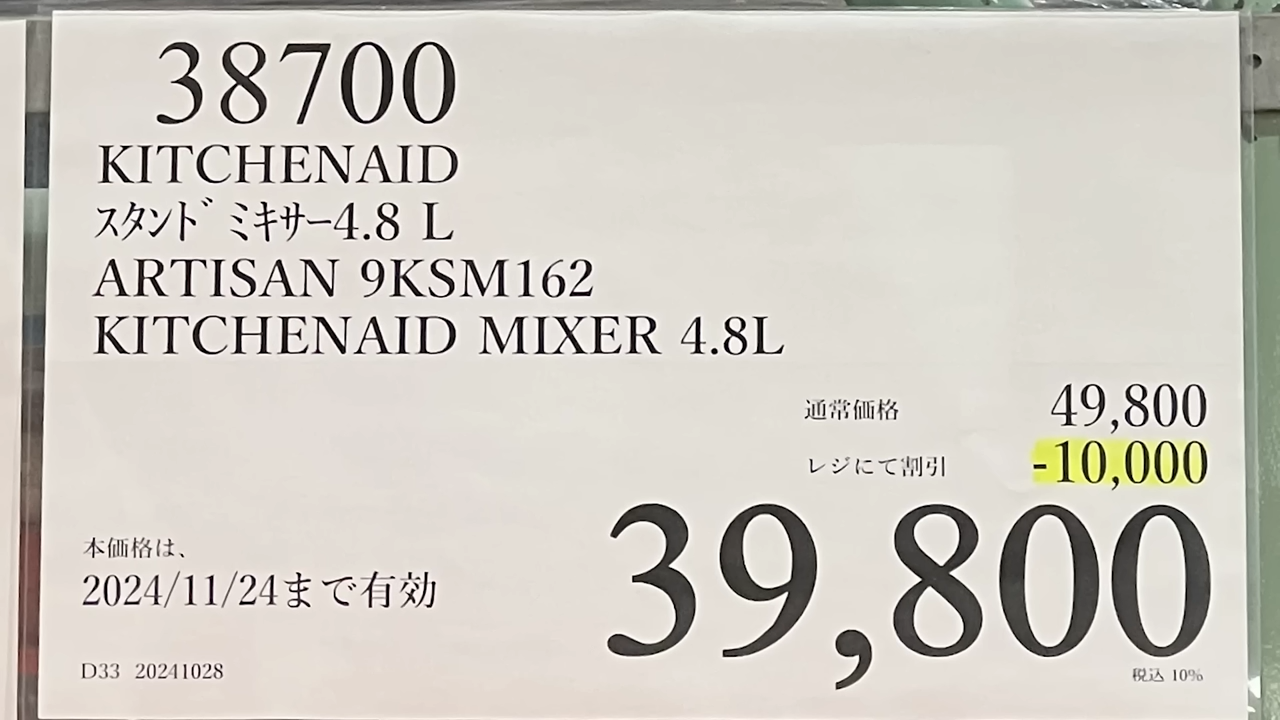 38700
KITCHENAID
ｽﾀﾝﾄﾞ ﾐｷｻｰ4.8 L
ARTISAN 9KSM162
KITCHENAID MIXER 4.8L
通常価格 49,800
レジにて割引 -10,000
39,800
税込 10%
本価格は、
2024/11/24まで有効
D33 20241028